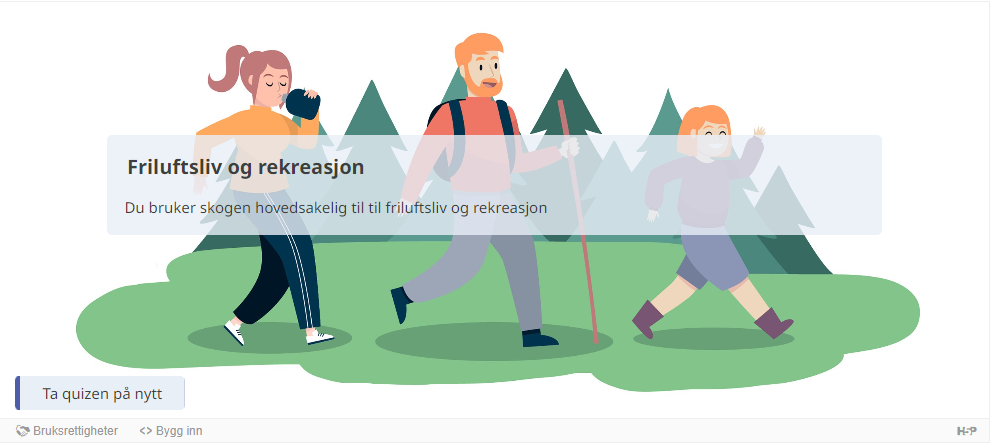 Friluftsliv og rekreasjon
Du bruker skogen hovedsakelig til til friluftsliv og rekreasjon
Ta quizen på nytt
Bruksrettigheter <> Bygg inn H-P